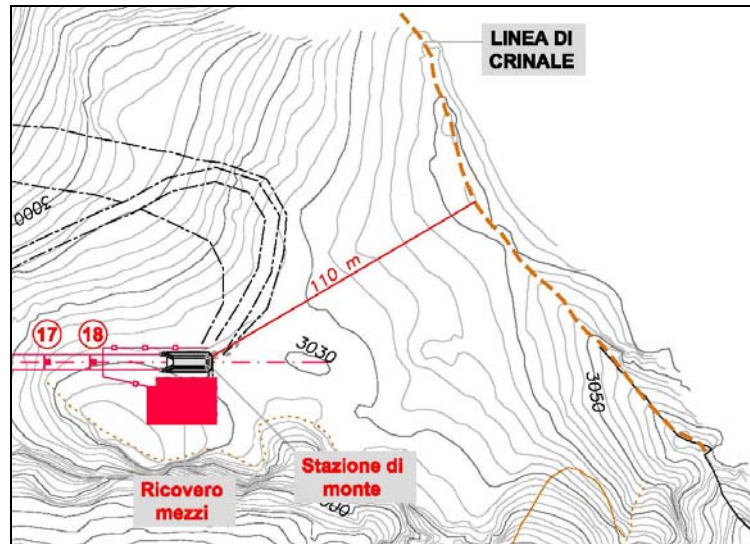 LINEA DI
CRINALE
3000
110 m
17
18
3030
3050
Stazione di
monte
Ricovero
mezzi